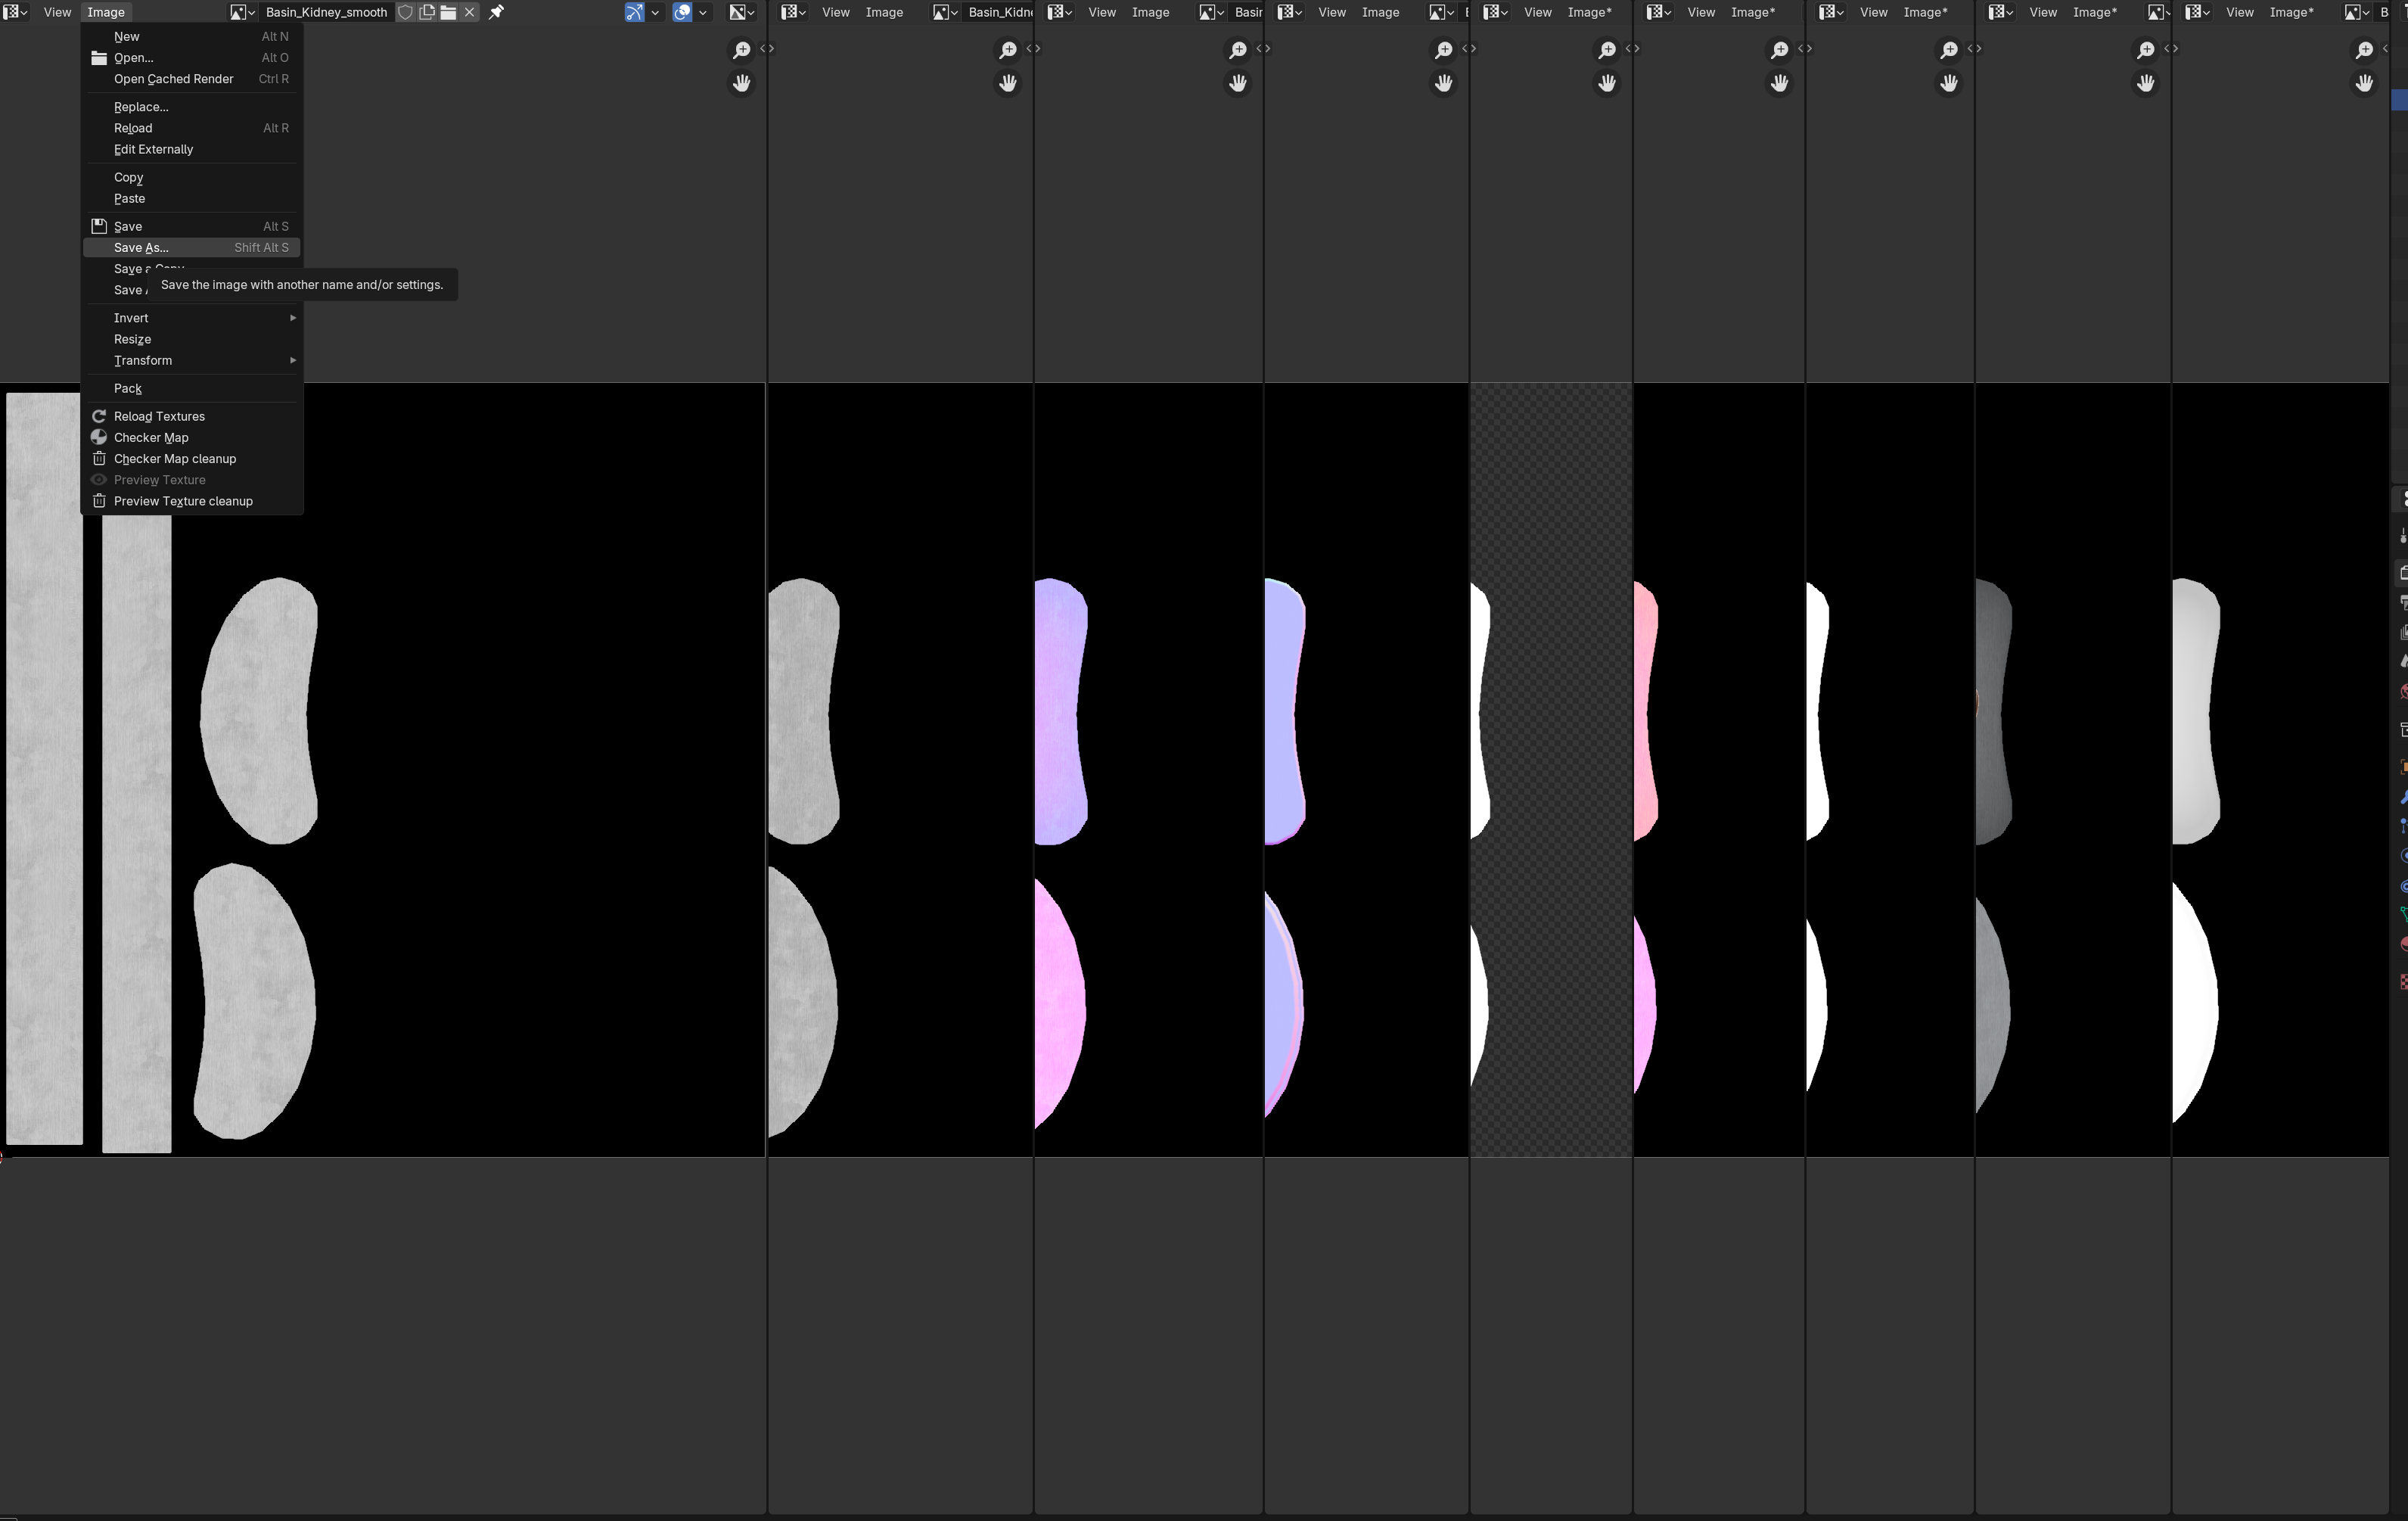 View Image Basin_Kidney_smooth
View Image Basin_Kidn
View Image Basin
View Image
View Image*
View Image*
View Image*
View Image*
View Image*
New Alt N
Open... Alt O
Open Cached Render Ctrl R
Replace...
Reload Alt R
Edit Externally
Copy
Paste
Save Alt S
Save As... Shift Alt S
Save a Copy
Save
Save the image with another name and/or settings.
Invert
Resize
Transform
Pack
Reload Textures
Checker Map
Checker Map cleanup
Preview Texture
Preview Texture cleanup